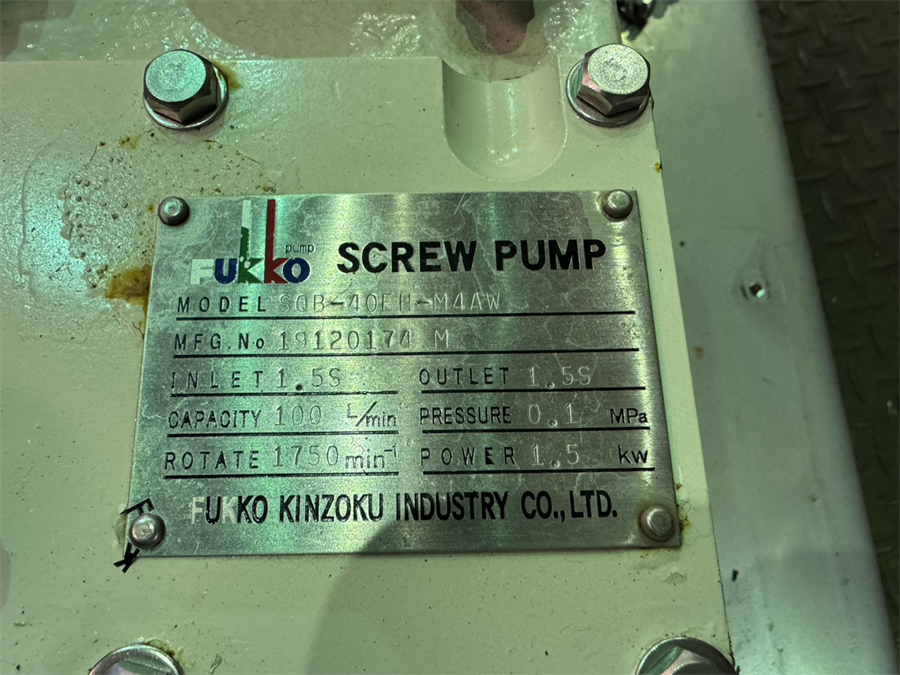 FUKKO pump SCREW PUMP
MODEL SQB-40EH-M4AW
MFG.No 19120174 M
INLET 1.5S OUTLET 1.5S
CAPACITY 100 L/min PRESSURE 0.1 MPa
ROTATE 1750 min-1 POWER 1.5 kw
FUKKO KINZOKU INDUSTRY CO.,LTD.